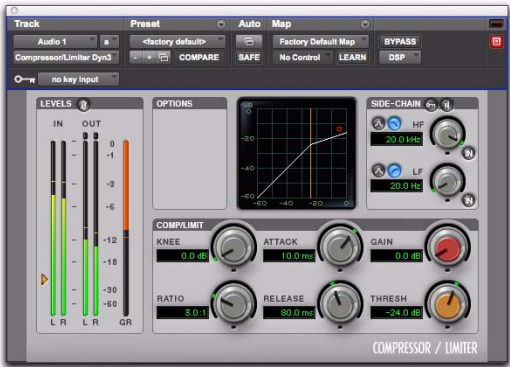 Track Preset Auto Map
Audio 1 a <factory default> Factory Default Map BYPASS
Compressor/Limiter Dyn3 - + COMPARE SAFE No Control LEARN DSP
no key input
LEVELS OPTIONS SIDE-CHAIN
IN OUT HF
20.0 kHz
IN
LF
20.0 Hz
IN
0
-1
-3
-6
-12
-18
-30
-60
L R L R GR
0
-20
-40
-60
-60 -40 -20 0
COMP/LIMIT
KNEE ATTACK GAIN
0.0 dB 10.0 ms 0.0 dB
RATIO RELEASE THRESH
3.0:1 80.0 ms -24.0 dB
COMPRESSOR / LIMITER